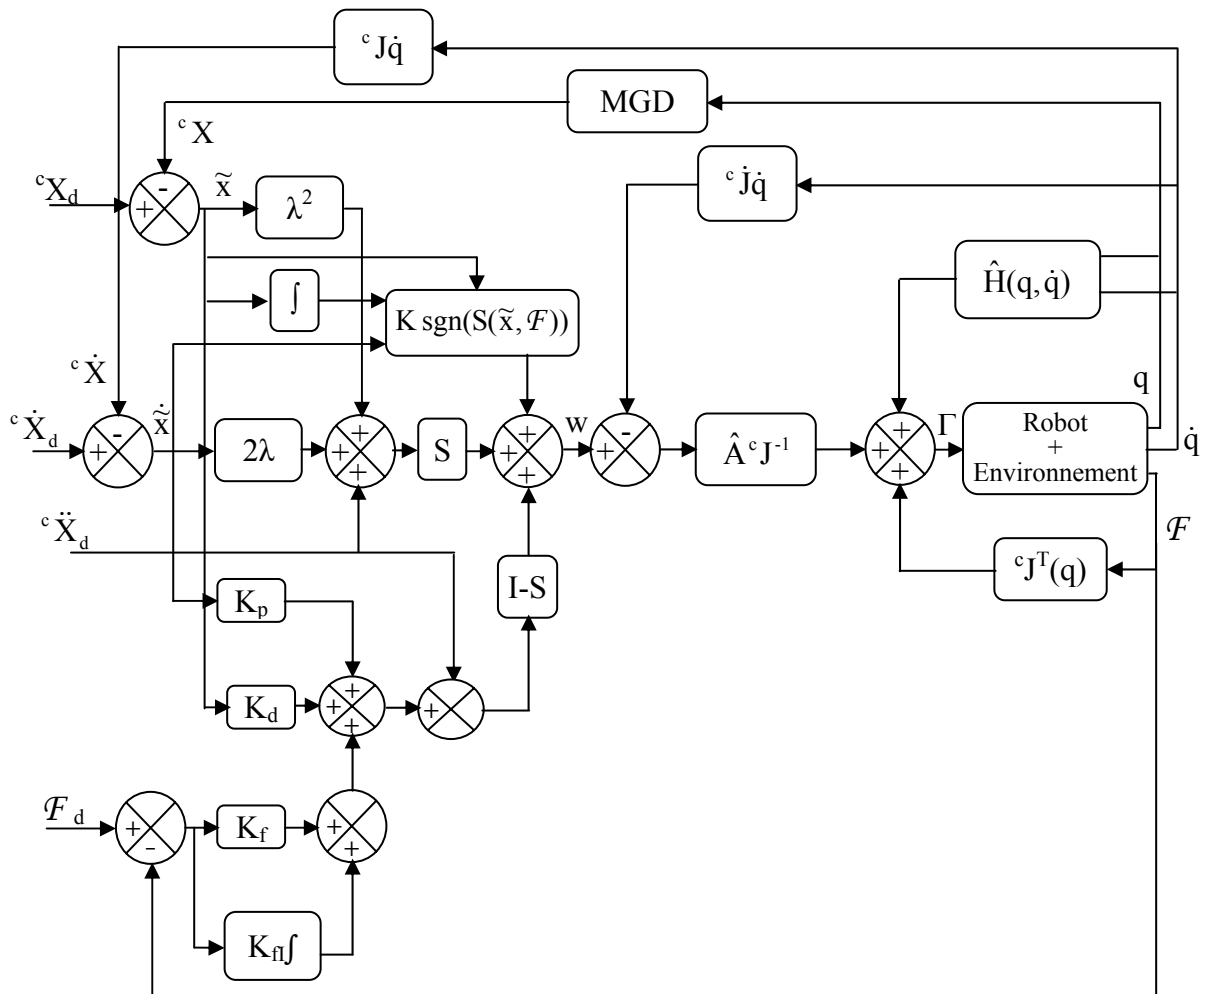 ᶜJq̇
MGD
ᶜX
ᶜJ̇q̇
ᶜX_d
-
+
x̃
λ²
Ĥ(q, q̇)
∫
K sgn(S(x̃, ℱ))
ᶜẊ
q
ᶜẊ_d
-
+
x̃̇
2λ
+
+
+
S
+
+
+
w
-
+
Â ᶜJ⁻¹
+
+
+
Γ
Robot
+
Environnement
q̇
ᶜẌ_d
ℱ
ᶜJᵀ(q)
I-S
K_p
K_d
+
+
+
+
ℱ_d
+
-
K_f
+
+
K_fI∫